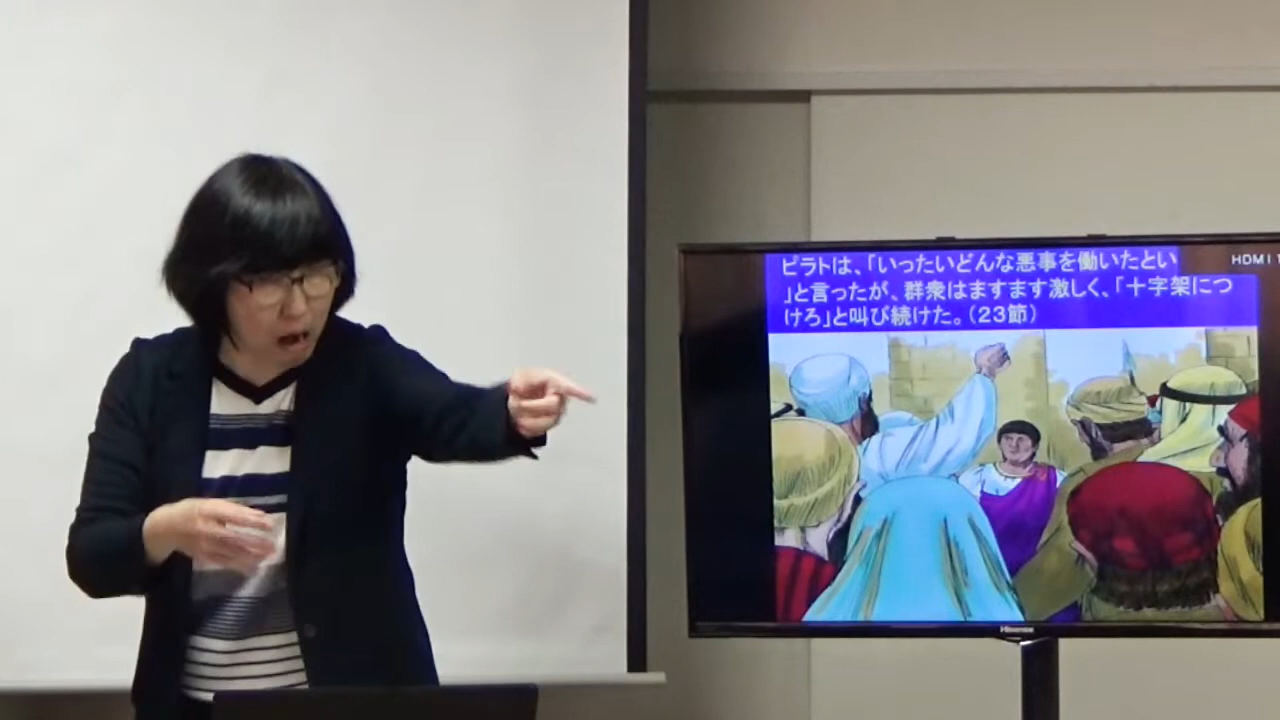 ピラトは、「いったいどんな悪事を働いたとい
」と言ったが、群衆はますます激しく、「十字架につ
けろ」と叫び続けた。（23節）
HDMI 1
Hisense